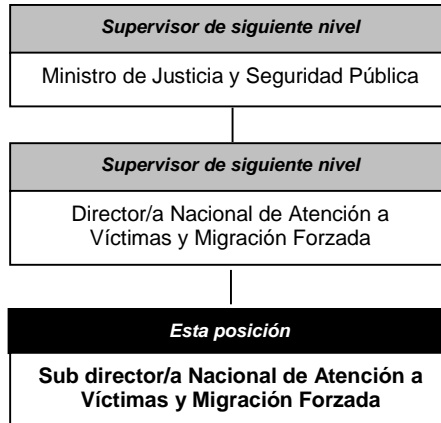 Supervisor de siguiente nivel
Ministro de Justicia y Seguridad Pública
Supervisor de siguiente nivel
Director/a Nacional de Atención a
Víctimas y Migración Forzada
Esta posición
Sub director/a Nacional de Atención a
Víctimas y Migración Forzada